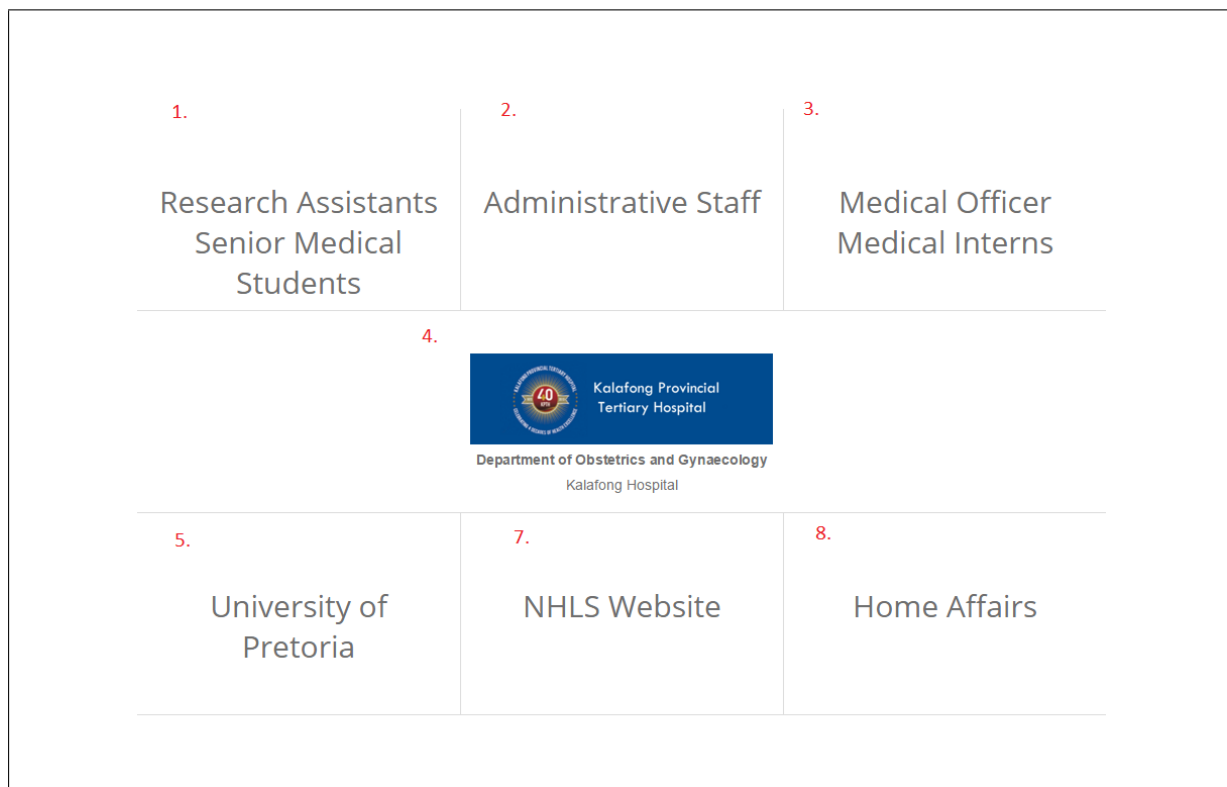 1.
2.
3.
Research Assistants
Senior Medical
Students
Administrative Staff
Medical Officer
Medical Interns
4.
40
Kalafong Provincial
Tertiary Hospital
Department of Obstetrics and Gynaecology
Kalafong Hospital
5.
7.
8.
University of
Pretoria
NHLS Website
Home Affairs